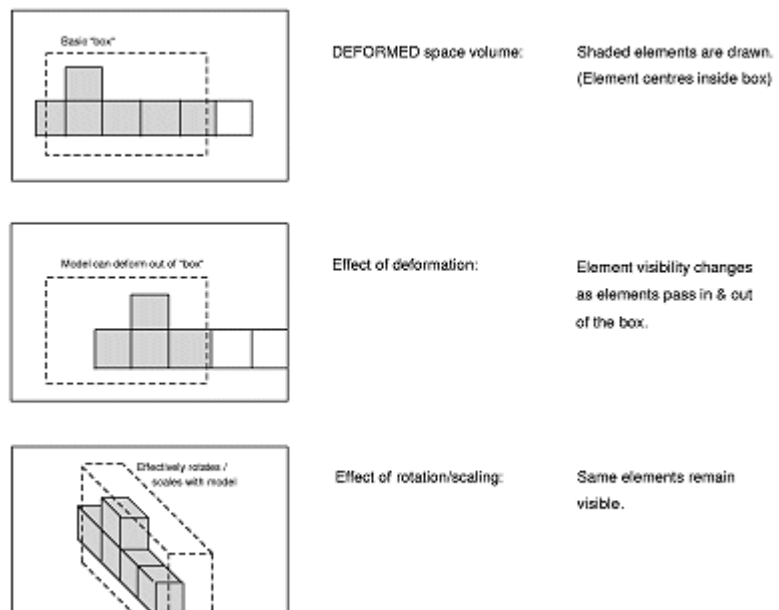 Basic "box"
DEFORMED space volume:
Shaded elements are drawn.
(Element centres inside box)
Model can deform out of "box"
Effect of deformation:
Element visibility changes
as elements pass in & out
of the box.
Effectively rotates /
scales with model
Effect of rotation/scaling:
Same elements remain
visible.